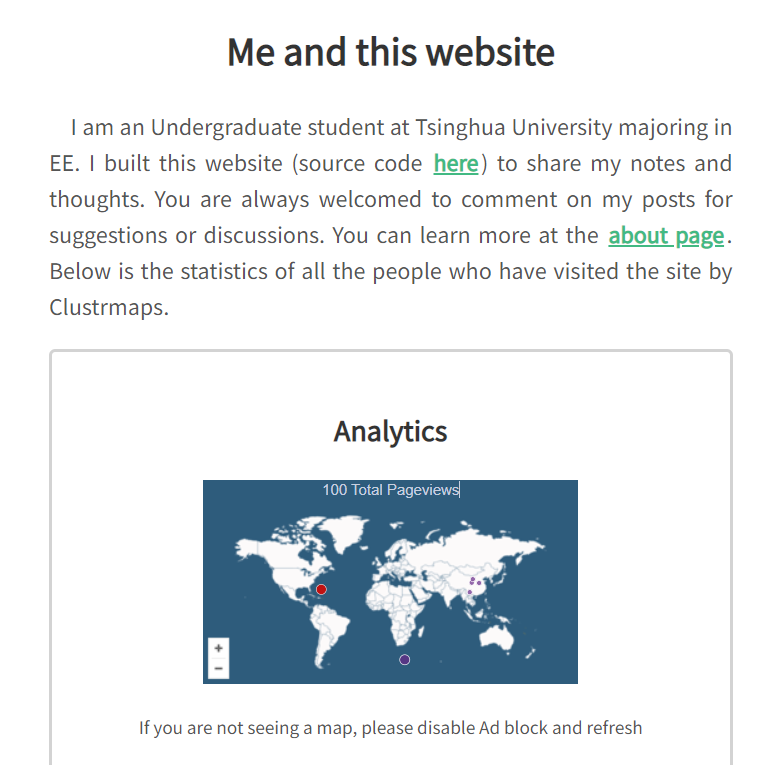 Me and this website
I am an Undergraduate student at Tsinghua University majoring in
EE. I built this website (source code here) to share my notes and
thoughts. You are always welcomed to comment on my posts for
suggestions or discussions. You can learn more at the about page.
Below is the statistics of all the people who have visited the site by
Clustrmaps.
Analytics
100 Total Pageviews
+
−
If you are not seeing a map, please disable Ad block and refresh